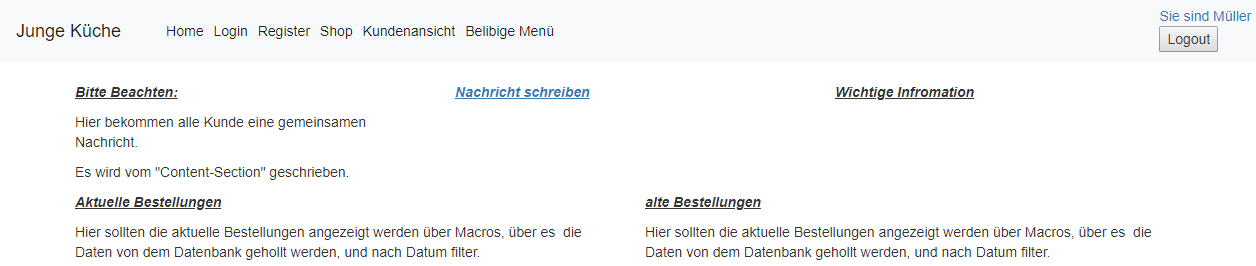 Sie sind Müller
Junge Küche Home Login Register Shop Kundenansicht Belibige Menü
Logout
Bitte Beachten: Nachricht schreiben Wichtige Infromation
Hier bekommen alle Kunde eine gemeinsamen
Nachricht.
Es wird vom "Content-Section" geschrieben.
Aktuelle Bestellungen
Hier sollten die aktuelle Bestellungen angezeigt werden über Macros, über es die
Daten von dem Datenbank gehollt werden, und nach Datum filter.
alte Bestellungen
Hier sollten die aktuelle Bestellungen angezeigt werden über Macros, über es die
Daten von dem Datenbank gehollt werden, und nach Datum filter.